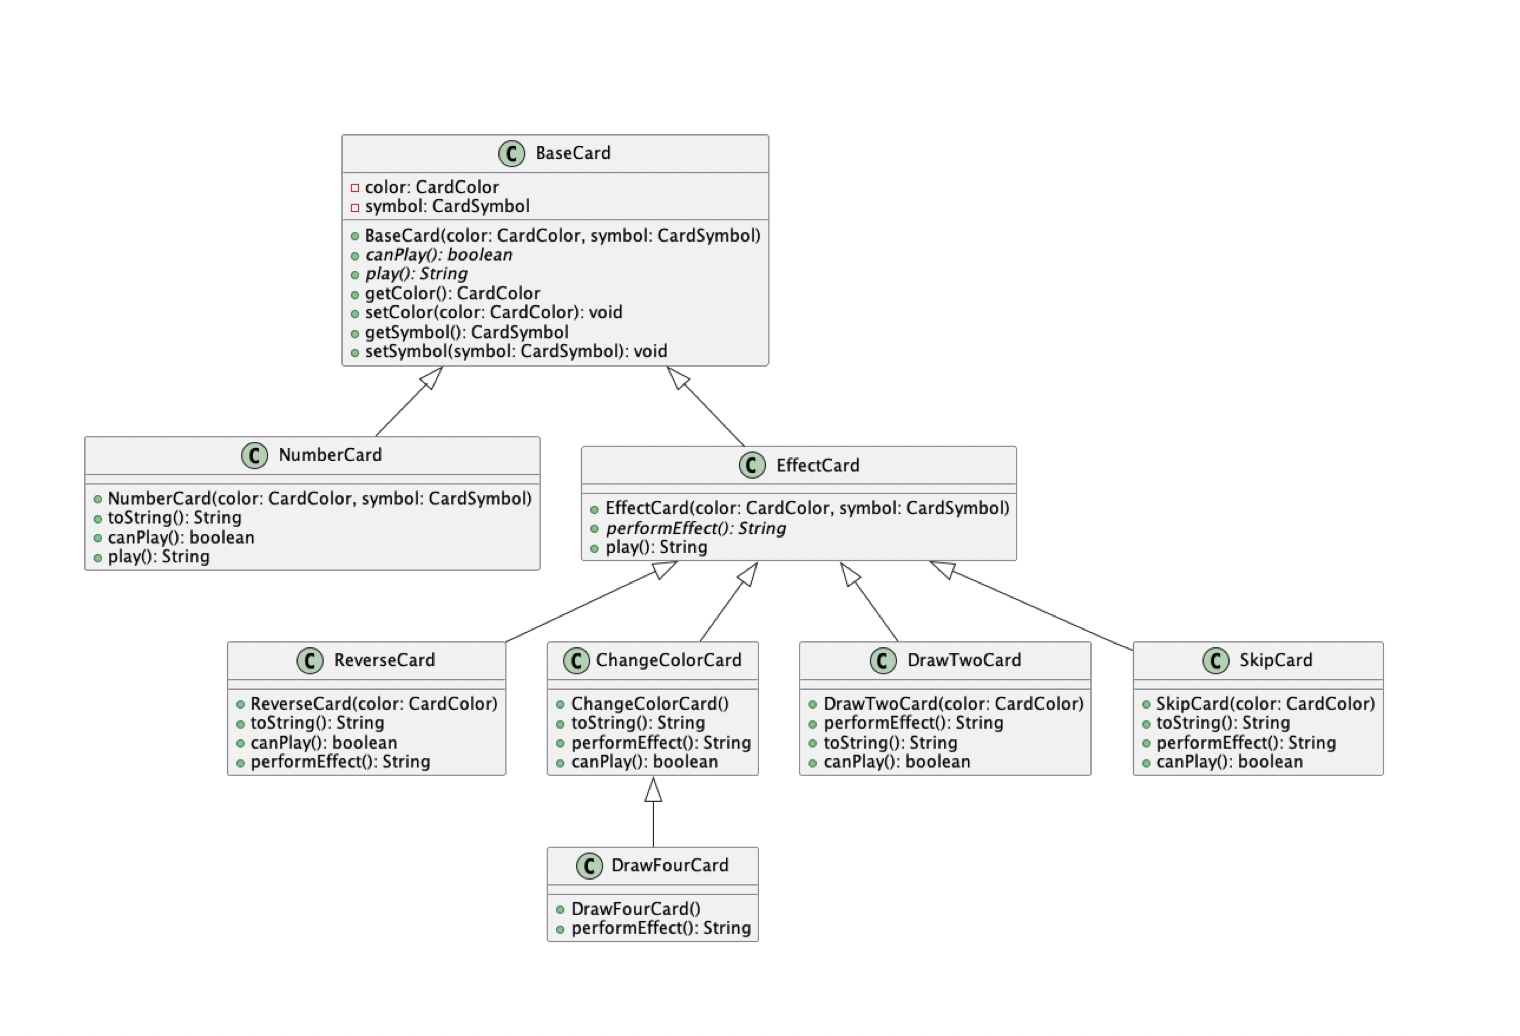 C BaseCard
color: CardColor
symbol: CardSymbol
BaseCard(color: CardColor, symbol: CardSymbol)
canPlay(): boolean
play(): String
getColor(): CardColor
setColor(color: CardColor): void
getSymbol(): CardSymbol
setSymbol(symbol: CardSymbol): void
C NumberCard
NumberCard(color: CardColor, symbol: CardSymbol)
toString(): String
canPlay(): boolean
play(): String
C EffectCard
EffectCard(color: CardColor, symbol: CardSymbol)
performEffect(): String
play(): String
C ReverseCard
ReverseCard(color: CardColor)
toString(): String
canPlay(): boolean
performEffect(): String
C ChangeColorCard
ChangeColorCard()
toString(): String
performEffect(): String
canPlay(): boolean
C DrawTwoCard
DrawTwoCard(color: CardColor)
performEffect(): String
toString(): String
canPlay(): boolean
C SkipCard
SkipCard(color: CardColor)
toString(): String
performEffect(): String
canPlay(): boolean
C DrawFourCard
DrawFourCard()
performEffect(): String